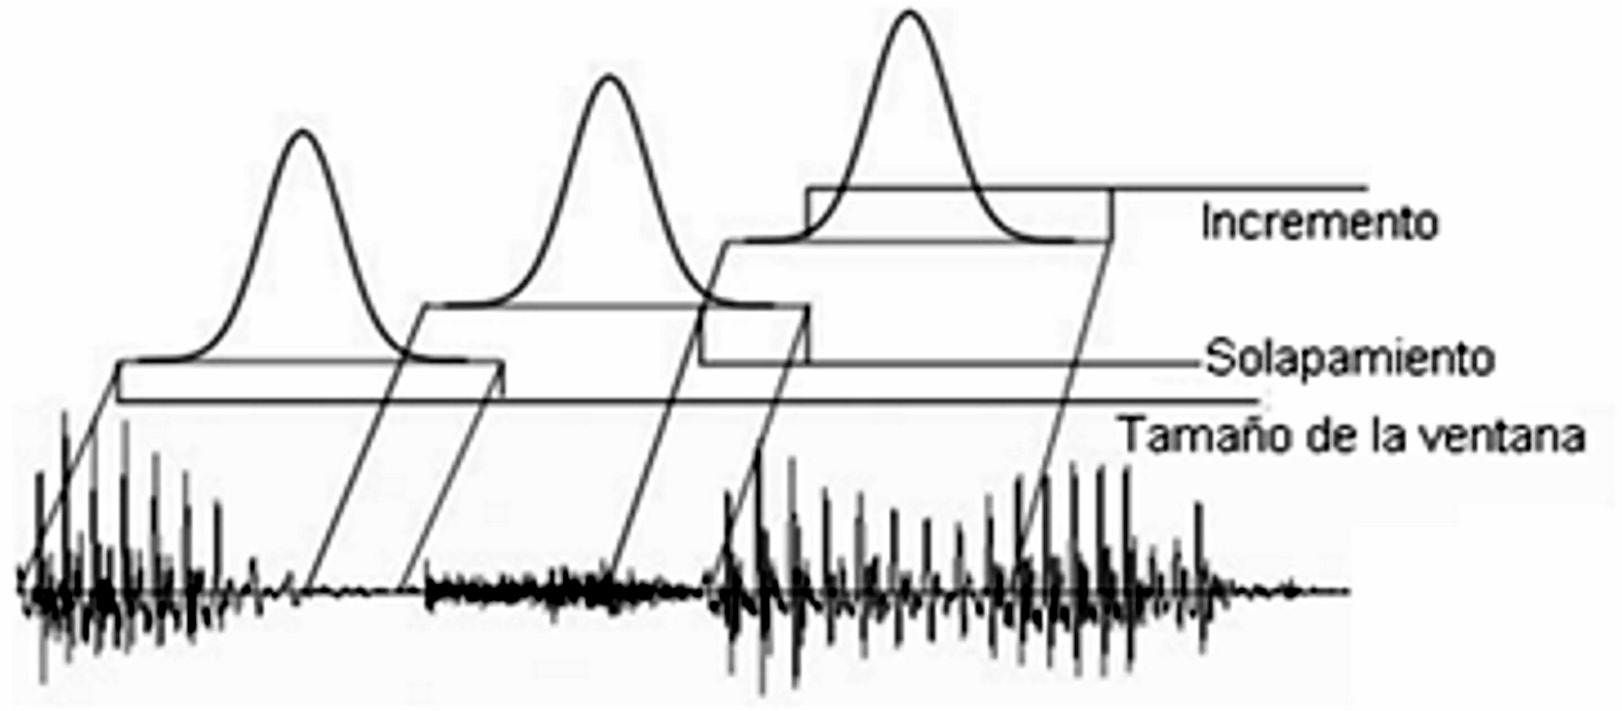 Incremento
Solapamiento
Tamaño de la ventana